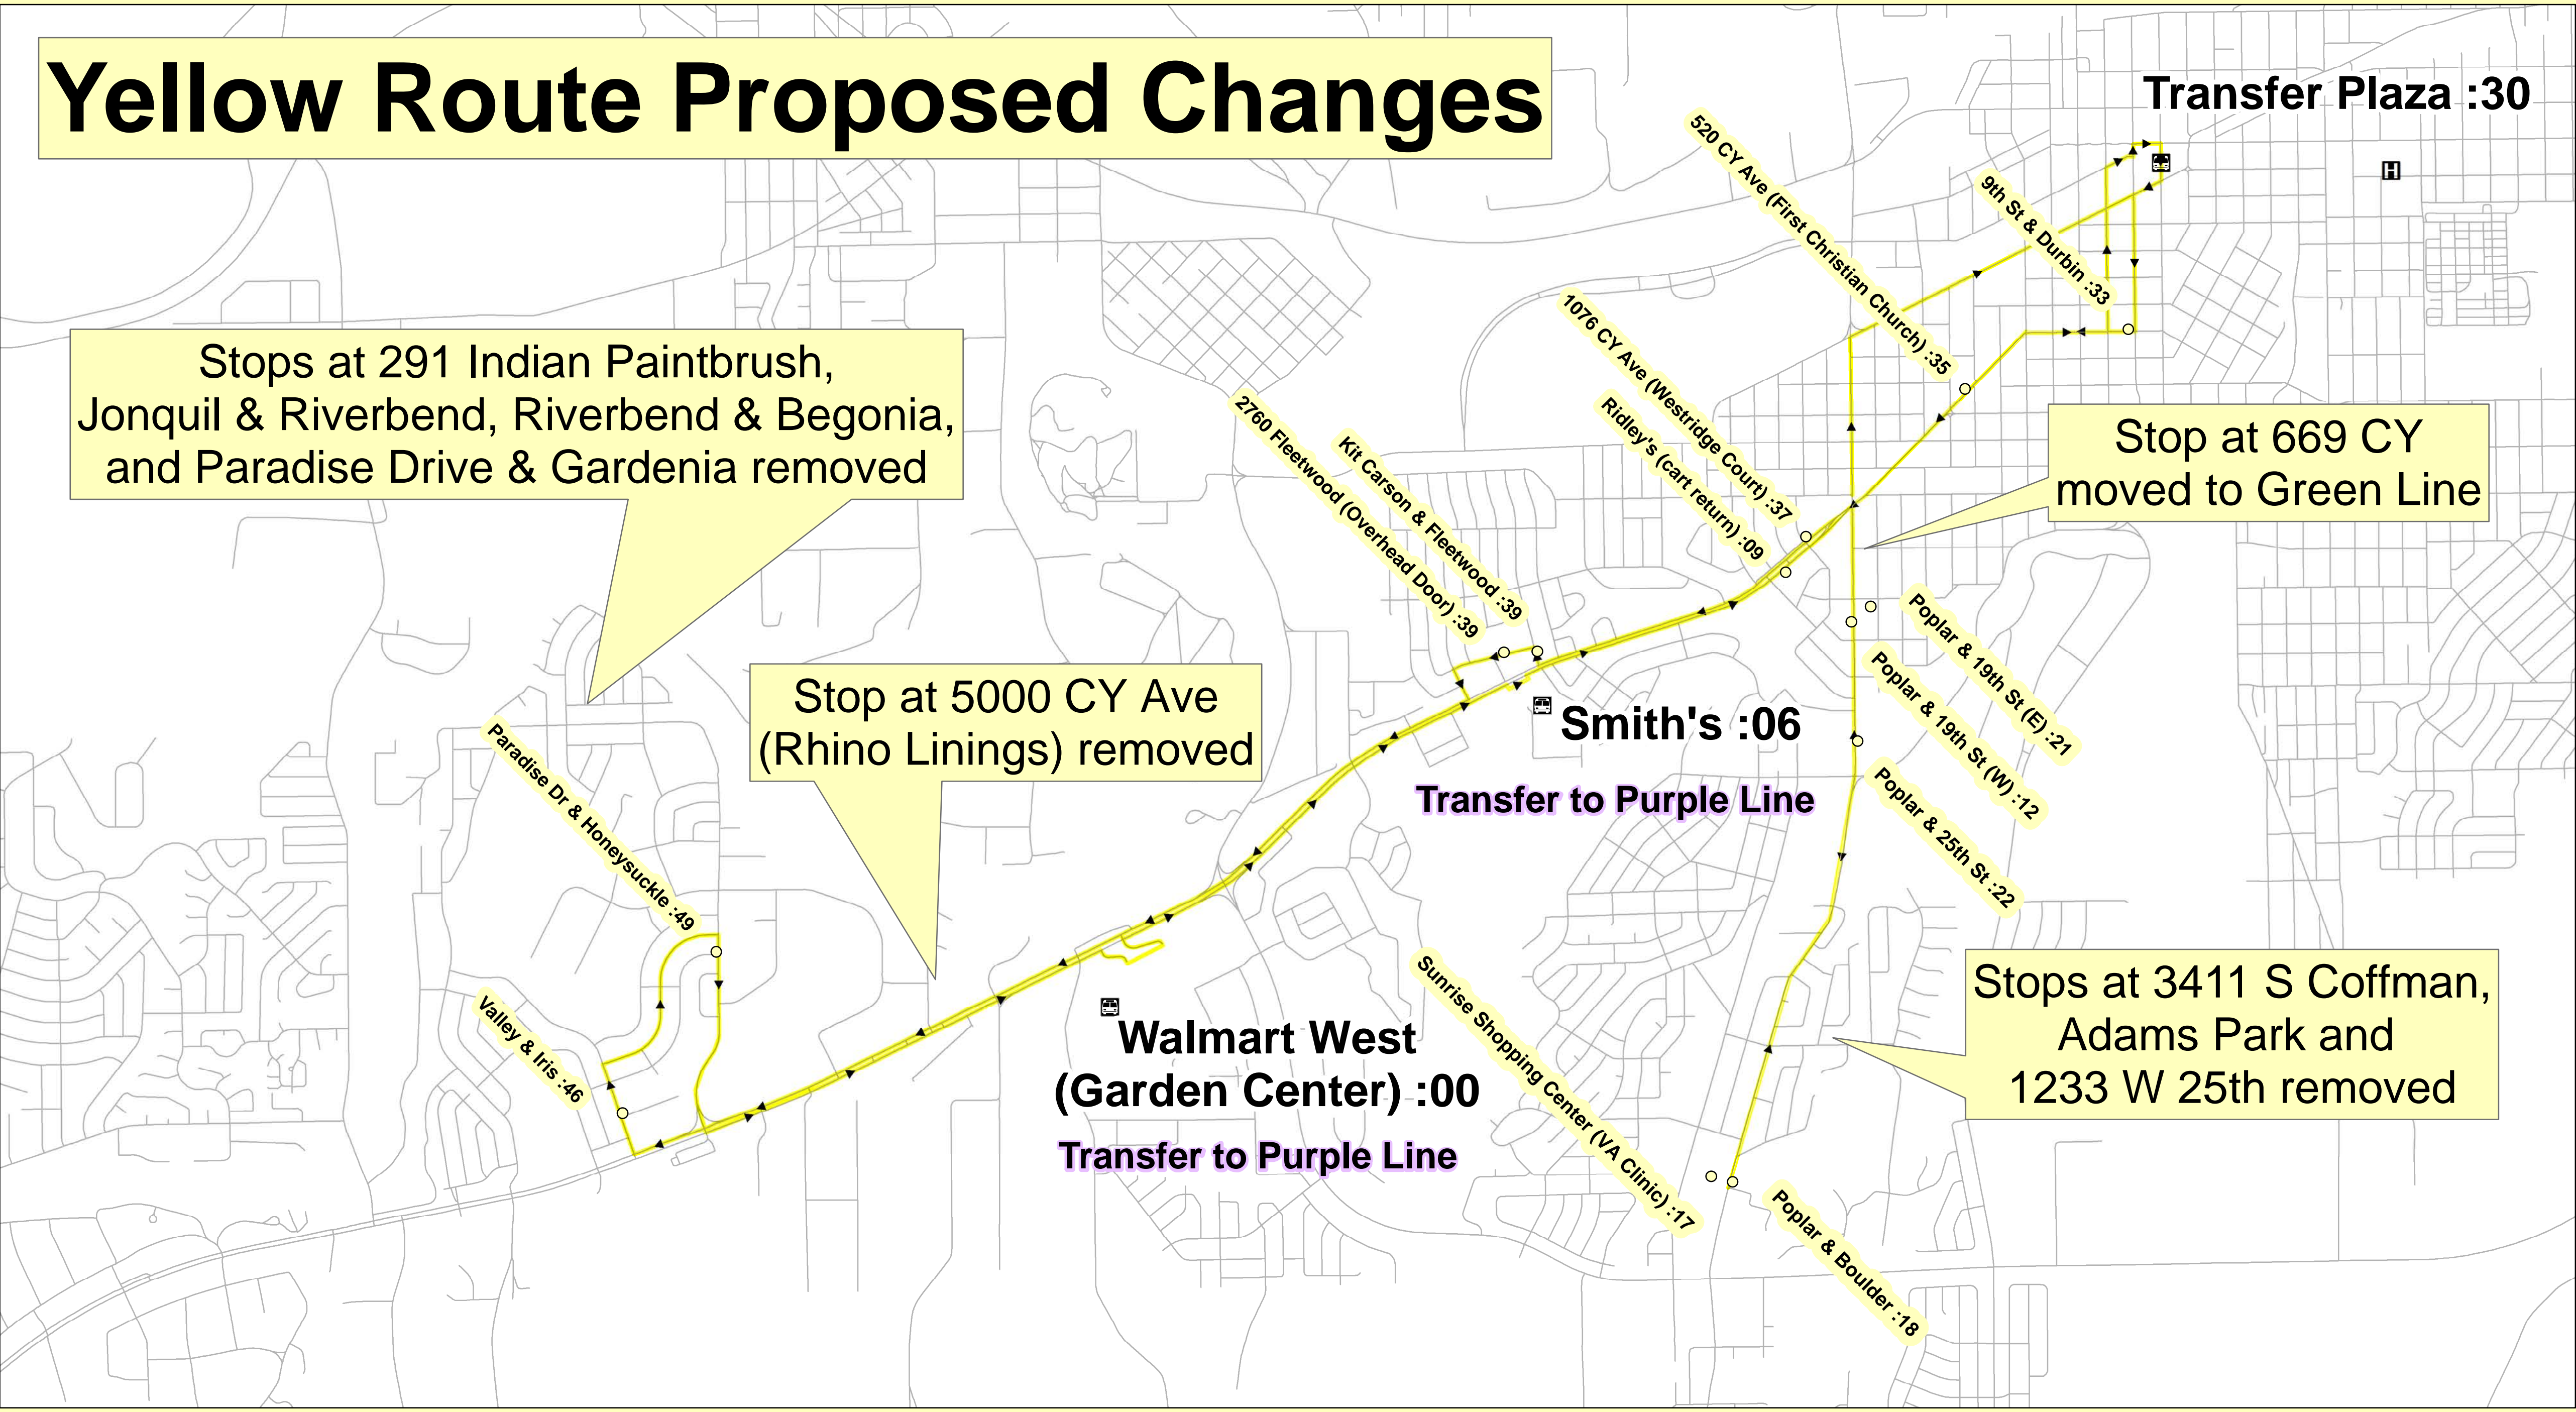 Yellow Route Proposed Changes
Transfer Plaza :30
H
520 CY Ave (First Christian Church) :35
9th St & Durbin :33
1076 CY Ave (Westridge Court) :37
Ridley's (cart return) :09
2760 Fleetwood (Overhead Door) :39
Kit Carson & Fleetwood :39
Stops at 291 Indian Paintbrush,
Jonquil & Riverbend, Riverbend & Begonia,
and Paradise Drive & Gardenia removed
Stop at 669 CY
moved to Green Line
Stop at 5000 CY Ave
(Rhino Linings) removed
Smith's :06
Transfer to Purple Line
Poplar & 19th St (E) :21
Poplar & 19th St (W) :12
Poplar & 25th St :22
Paradise Dr & Honeysuckle :49
Valley & Iris :46
Walmart West
(Garden Center) :00
Transfer to Purple Line
Sunrise Shopping Center (VA Clinic) :17
Stops at 3411 S Coffman,
Adams Park and
1233 W 25th removed
Poplar & Boulder :18